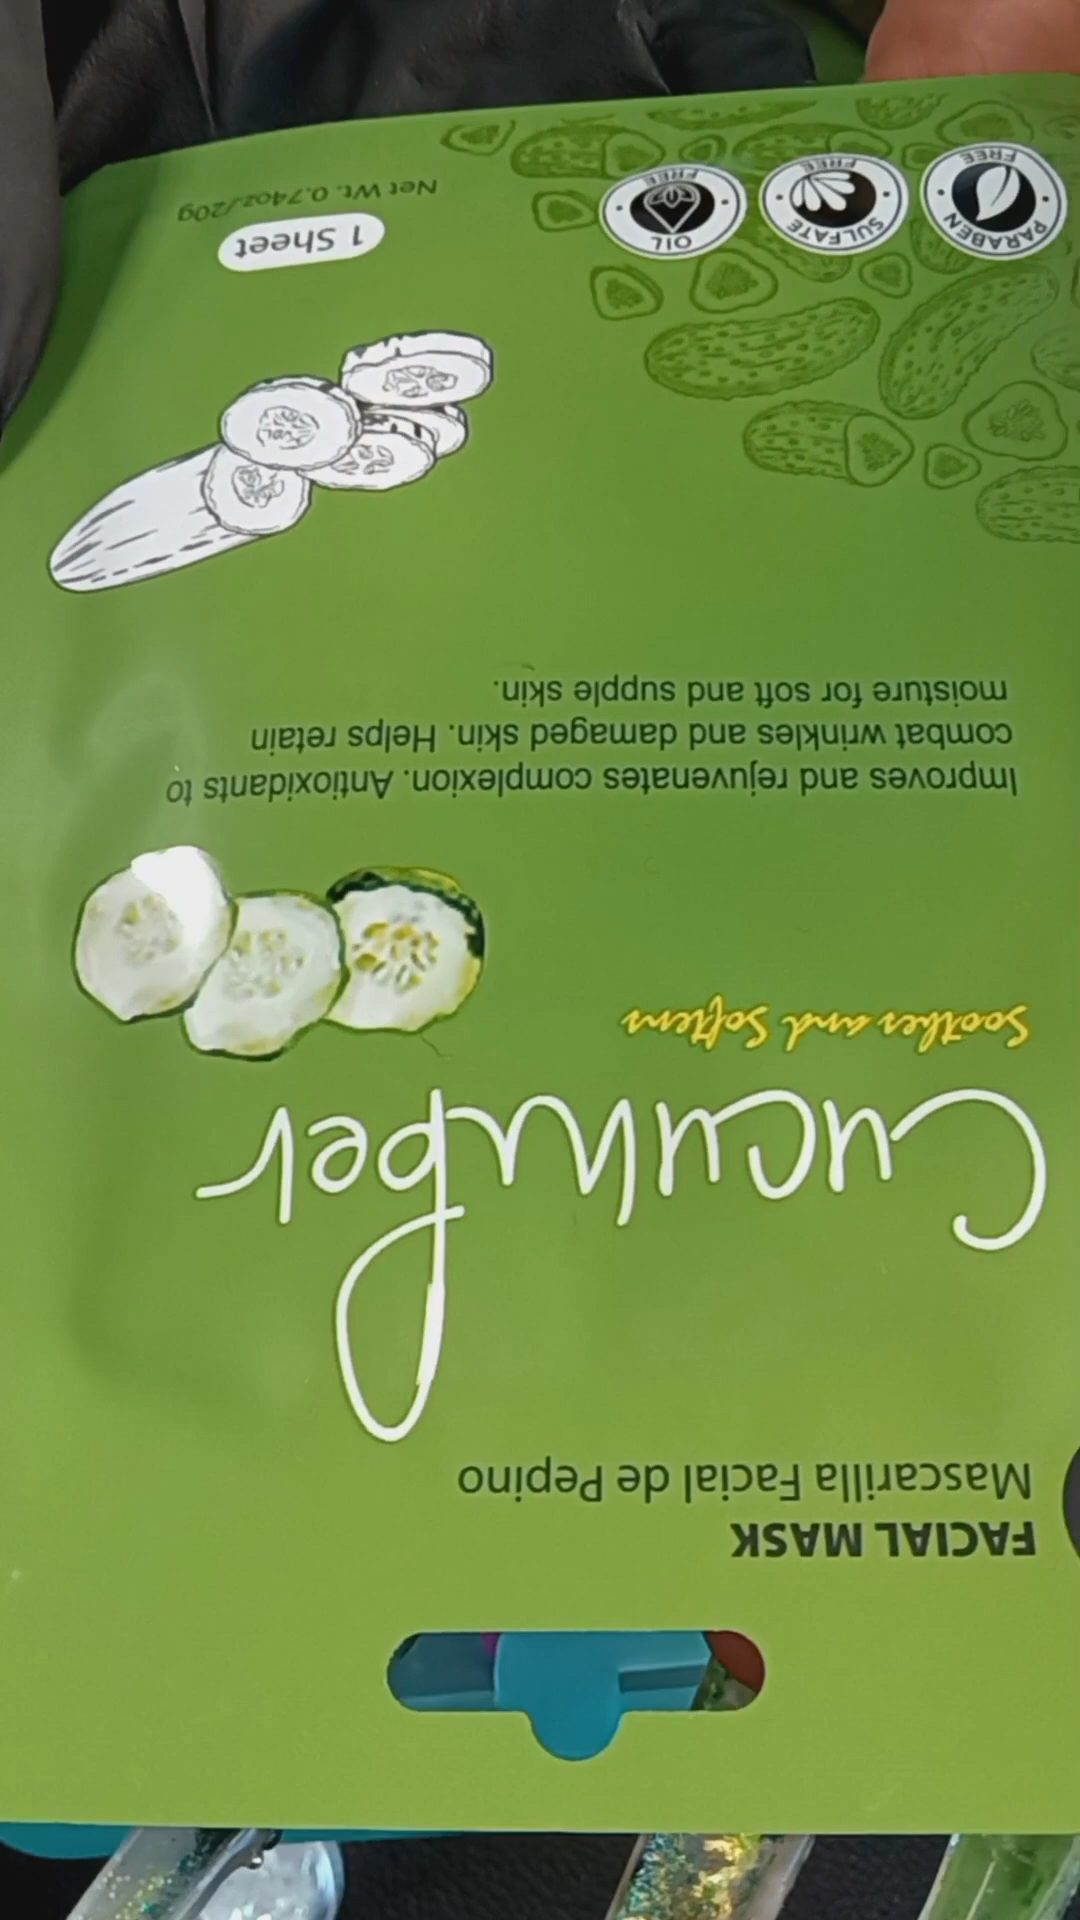 FACIAL MASK
Mascarilla Facial de Pepino
Cucumber
Soothes and Softens
Improves and rejuvenates complexion. Antioxidants to
combat wrinkles and damaged skin. Helps retain
moisture for soft and supple skin.
1 Sheet
Net Wt. 0.74oz/20g
OIL
FREE
SULFATE
FREE
PARABEN
FREE